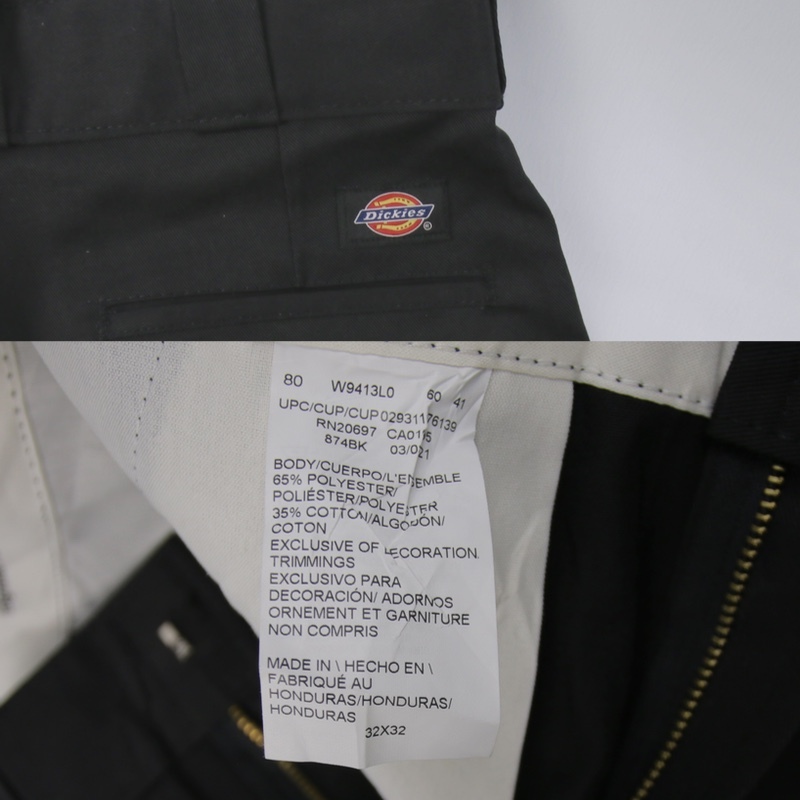 Dickies
®
80 W9413L0 60 41
UPC/CUP/CUP 02931176139
RN20697 CA0115
874BK 03/021
BODY/CUERPO/L'ENSEMBLE
65% POLYESTER/
POLIÉSTER/POLYESTER
35% COTTON/ALGODÓN/
COTON
EXCLUSIVE OF DECORATION
TRIMMINGS
EXCLUSIVO PARA
DECORACIÓN/ ADORNOS
ORNEMENT ET GARNITURE
NON COMPRIS
MADE IN \ HECHO EN \
FABRIQUÉ AU
HONDURAS/HONDURAS/
HONDURAS
32X32